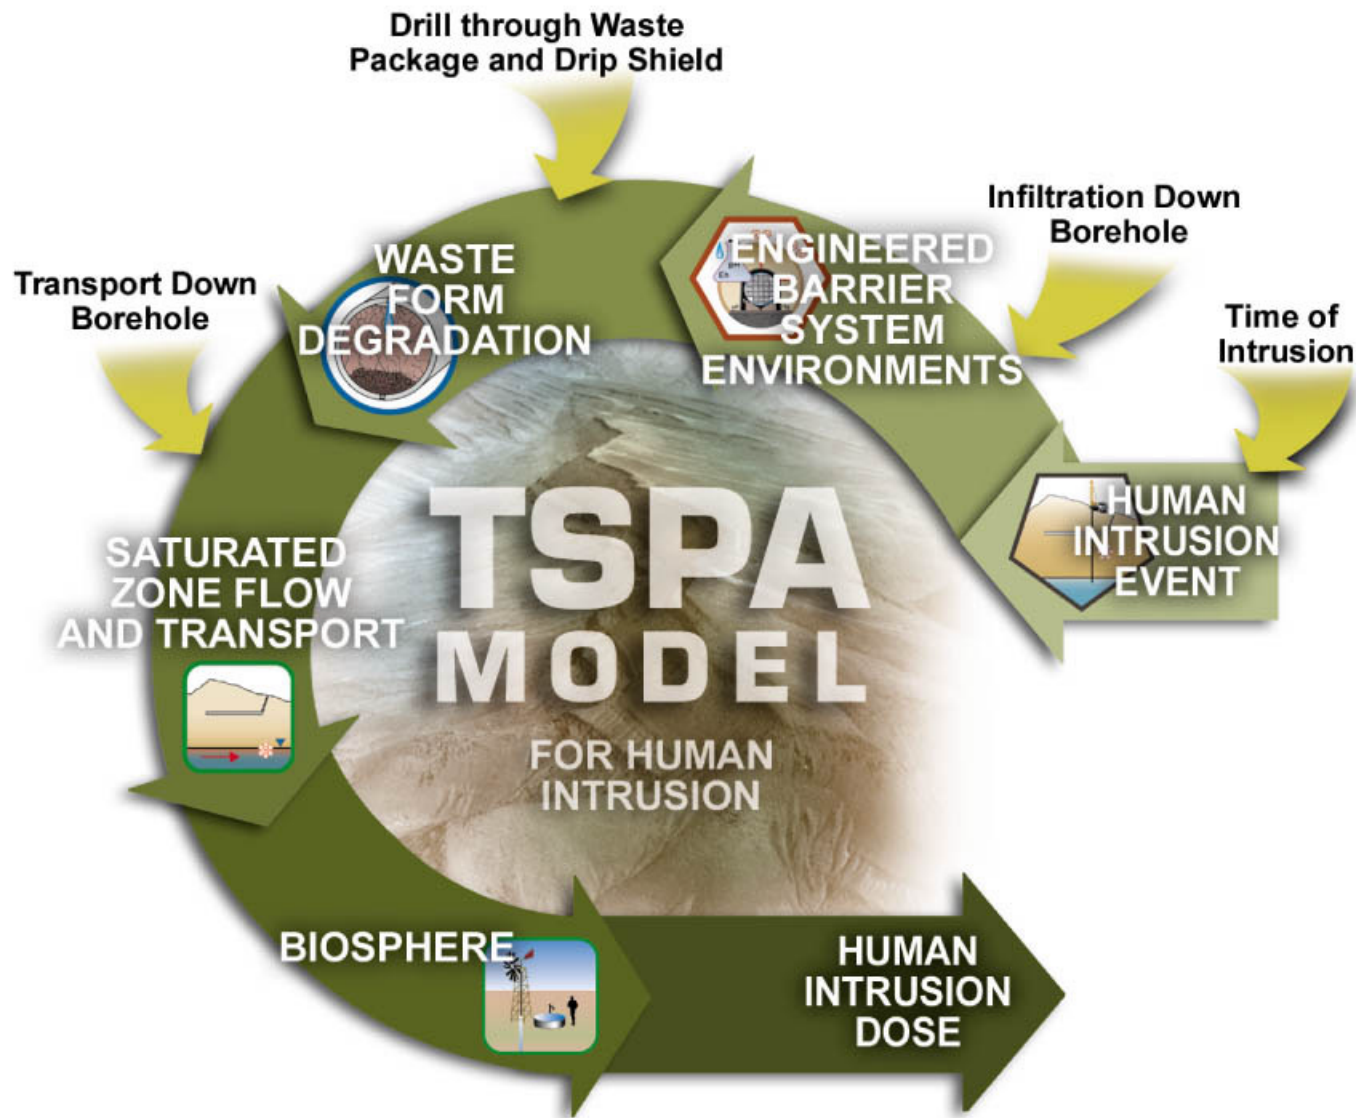 Drill through Waste
Package and Drip Shield
Infiltration Down
Borehole
Time of
Intrusion
Transport Down
Borehole
WASTE
FORM
DEGRADATION
ENGINEERED
BARRIER
SYSTEM
ENVIRONMENTS
HUMAN
INTRUSION
EVENT
SATURATED
ZONE FLOW
AND TRANSPORT
TSPA
MODEL
FOR HUMAN
INTRUSION
BIOSPHERE
HUMAN
INTRUSION
DOSE